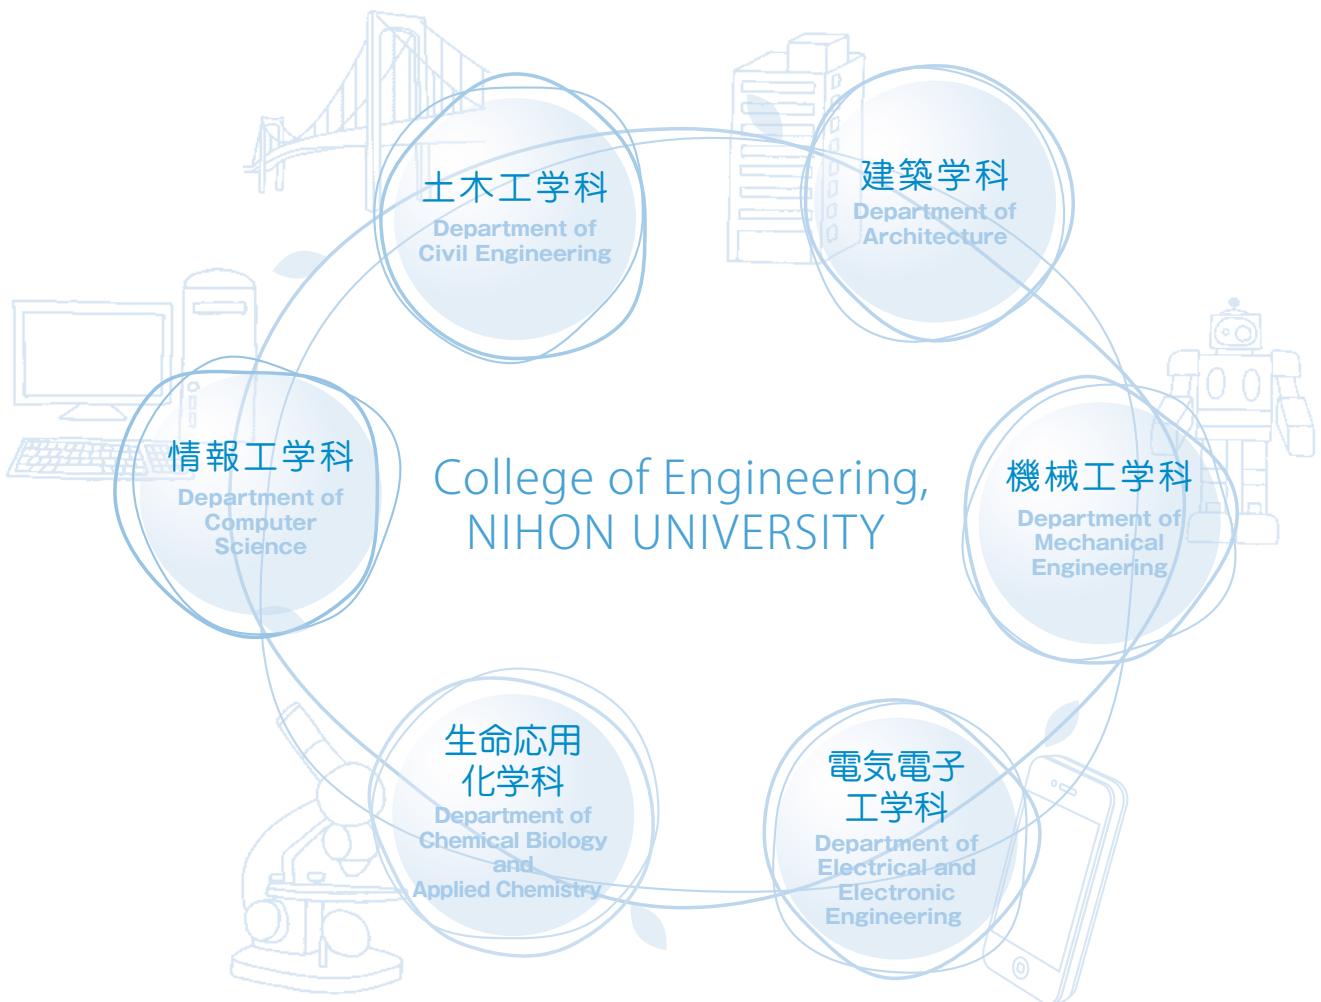 土木工学科
Department of
Civil Engineering
建築学科
Department of
Architecture
情報工学科
Department of
Computer
Science
College of Engineering,
NIHON UNIVERSITY
機械工学科
Department of
Mechanical
Engineering
生命応用
化学科
Department of
Chemical Biology
and
Applied Chemistry
電気電子
工学科
Department of
Electrical and
Electronic
Engineering